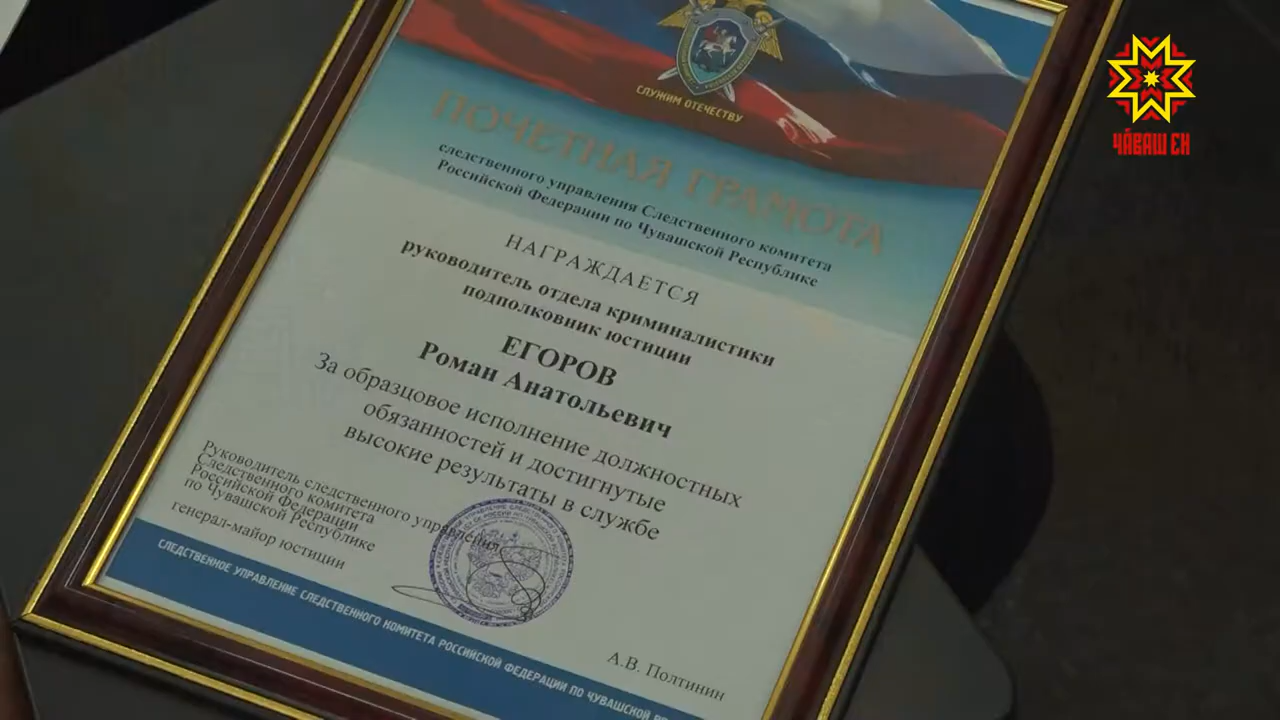 ЧӐВАШ ЕН
СЛУЖИМ ОТЕЧЕСТВУ
ПОЧЕТНАЯ ГРАМОТА
следственного управления Следственного комитета
Российской Федерации по Чувашской Республике
НАГРАЖДАЕТСЯ
руководитель отдела криминалистики
подполковник юстиции
ЕГОРОВ
Роман Анатольевич
За образцовое исполнение должностных
обязанностей и достигнутые
высокие результаты в службе
Руководитель следственного управления
Следственного комитета
Российской Федерации
по Чувашской Республике
генерал-майор юстиции
А.В. Полтинин
СЛЕДСТВЕННОЕ УПРАВЛЕНИЕ СЛЕДСТВЕННОГО КОМИТЕТА РОССИЙСКОЙ ФЕДЕРАЦИИ ПО ЧУВАШСКОЙ